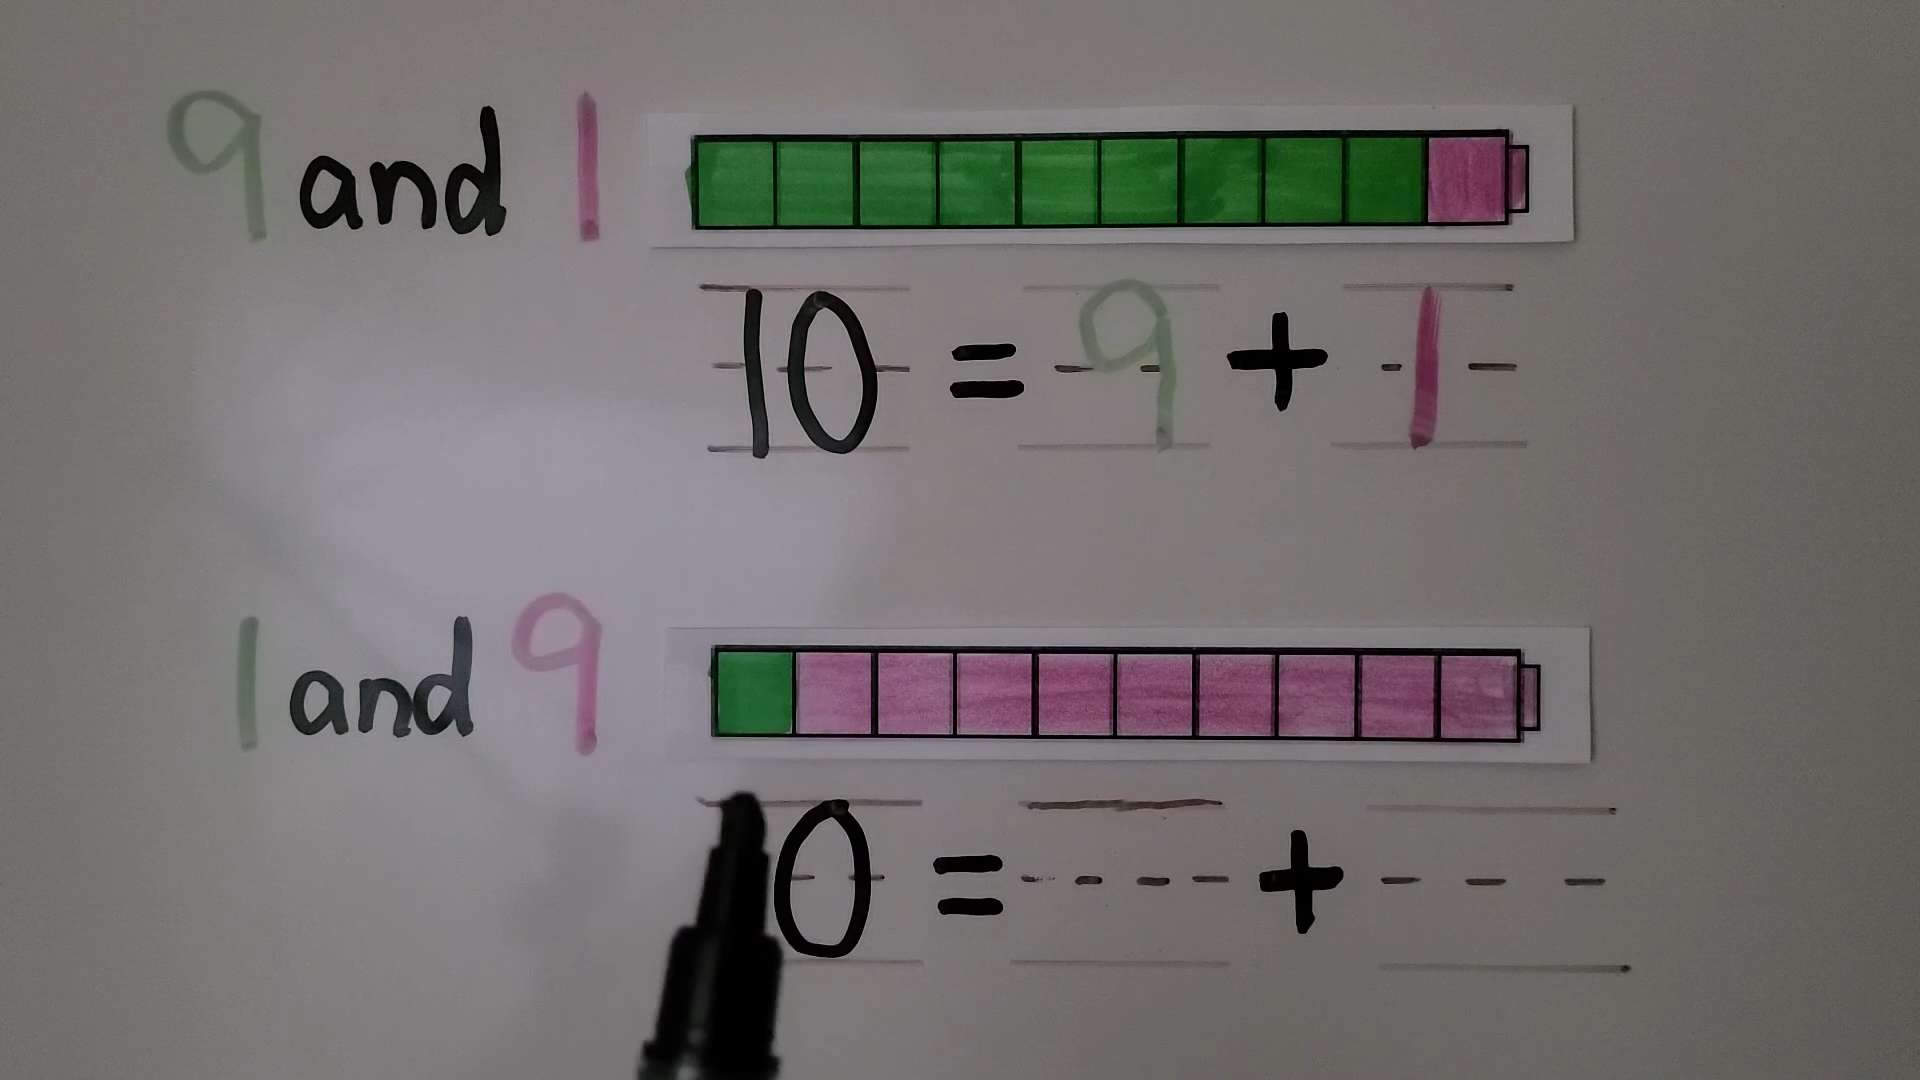 9 and 1
10 = 9 + 1
1 and 9
0 = +